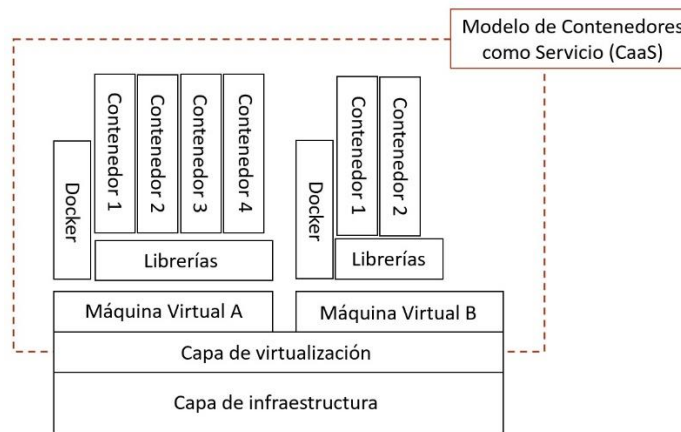 Modelo de Contenedores
como Servicio (CaaS)
Docker
Contenedor 1
Contenedor 2
Contenedor 3
Contenedor 4
Librerías
Docker
Contenedor 1
Contenedor 2
Librerías
Máquina Virtual A
Máquina Virtual B
Capa de virtualización
Capa de infraestructura